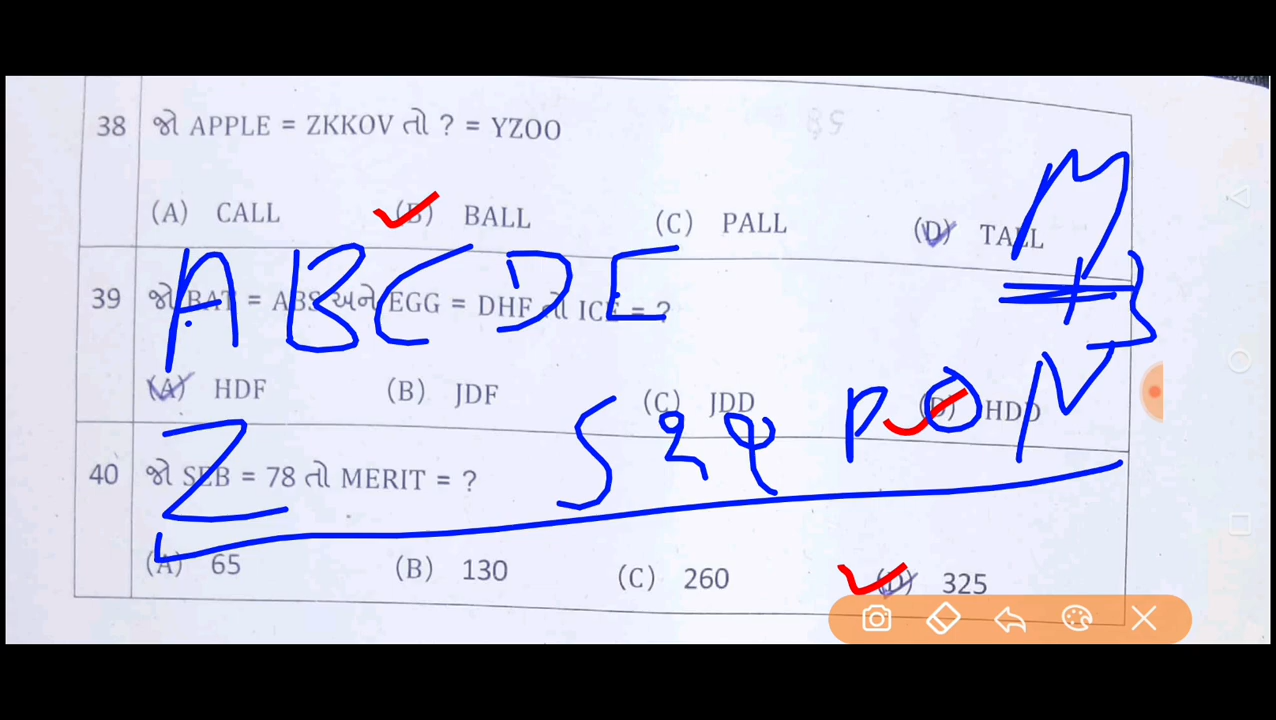 38 જો APPLE = ZKKOV તો ? = YZOO
(A) CALL (B) BALL (C) PALL (D) TALL
M
A B C D E
39 જો BAT = ABS અને EGG = DHF તો ICE = ?
(A) HDF (B) JDF (C) JDD (D) HDD
Z S R Q P O N
40 જો SEB = 78 તો MERIT = ?
(A) 65 (B) 130 (C) 260 (D) 325